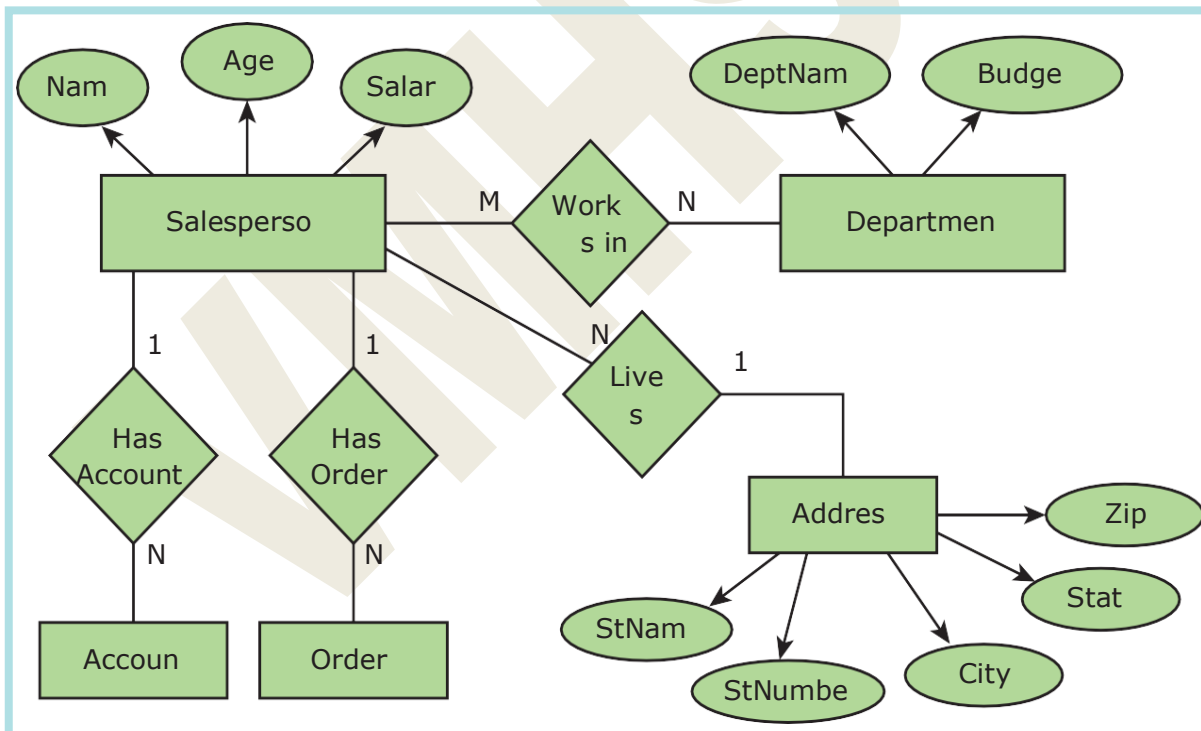 Nam
Age
Salar
DeptNam
Budge
Salesperso
M
Work
s in
N
Departmen
1
1
N
Live
s
1
Has
Account
Has
Order
N
N
Addres
Zip
Stat
City
StNumbe
StNam
Accoun
Order